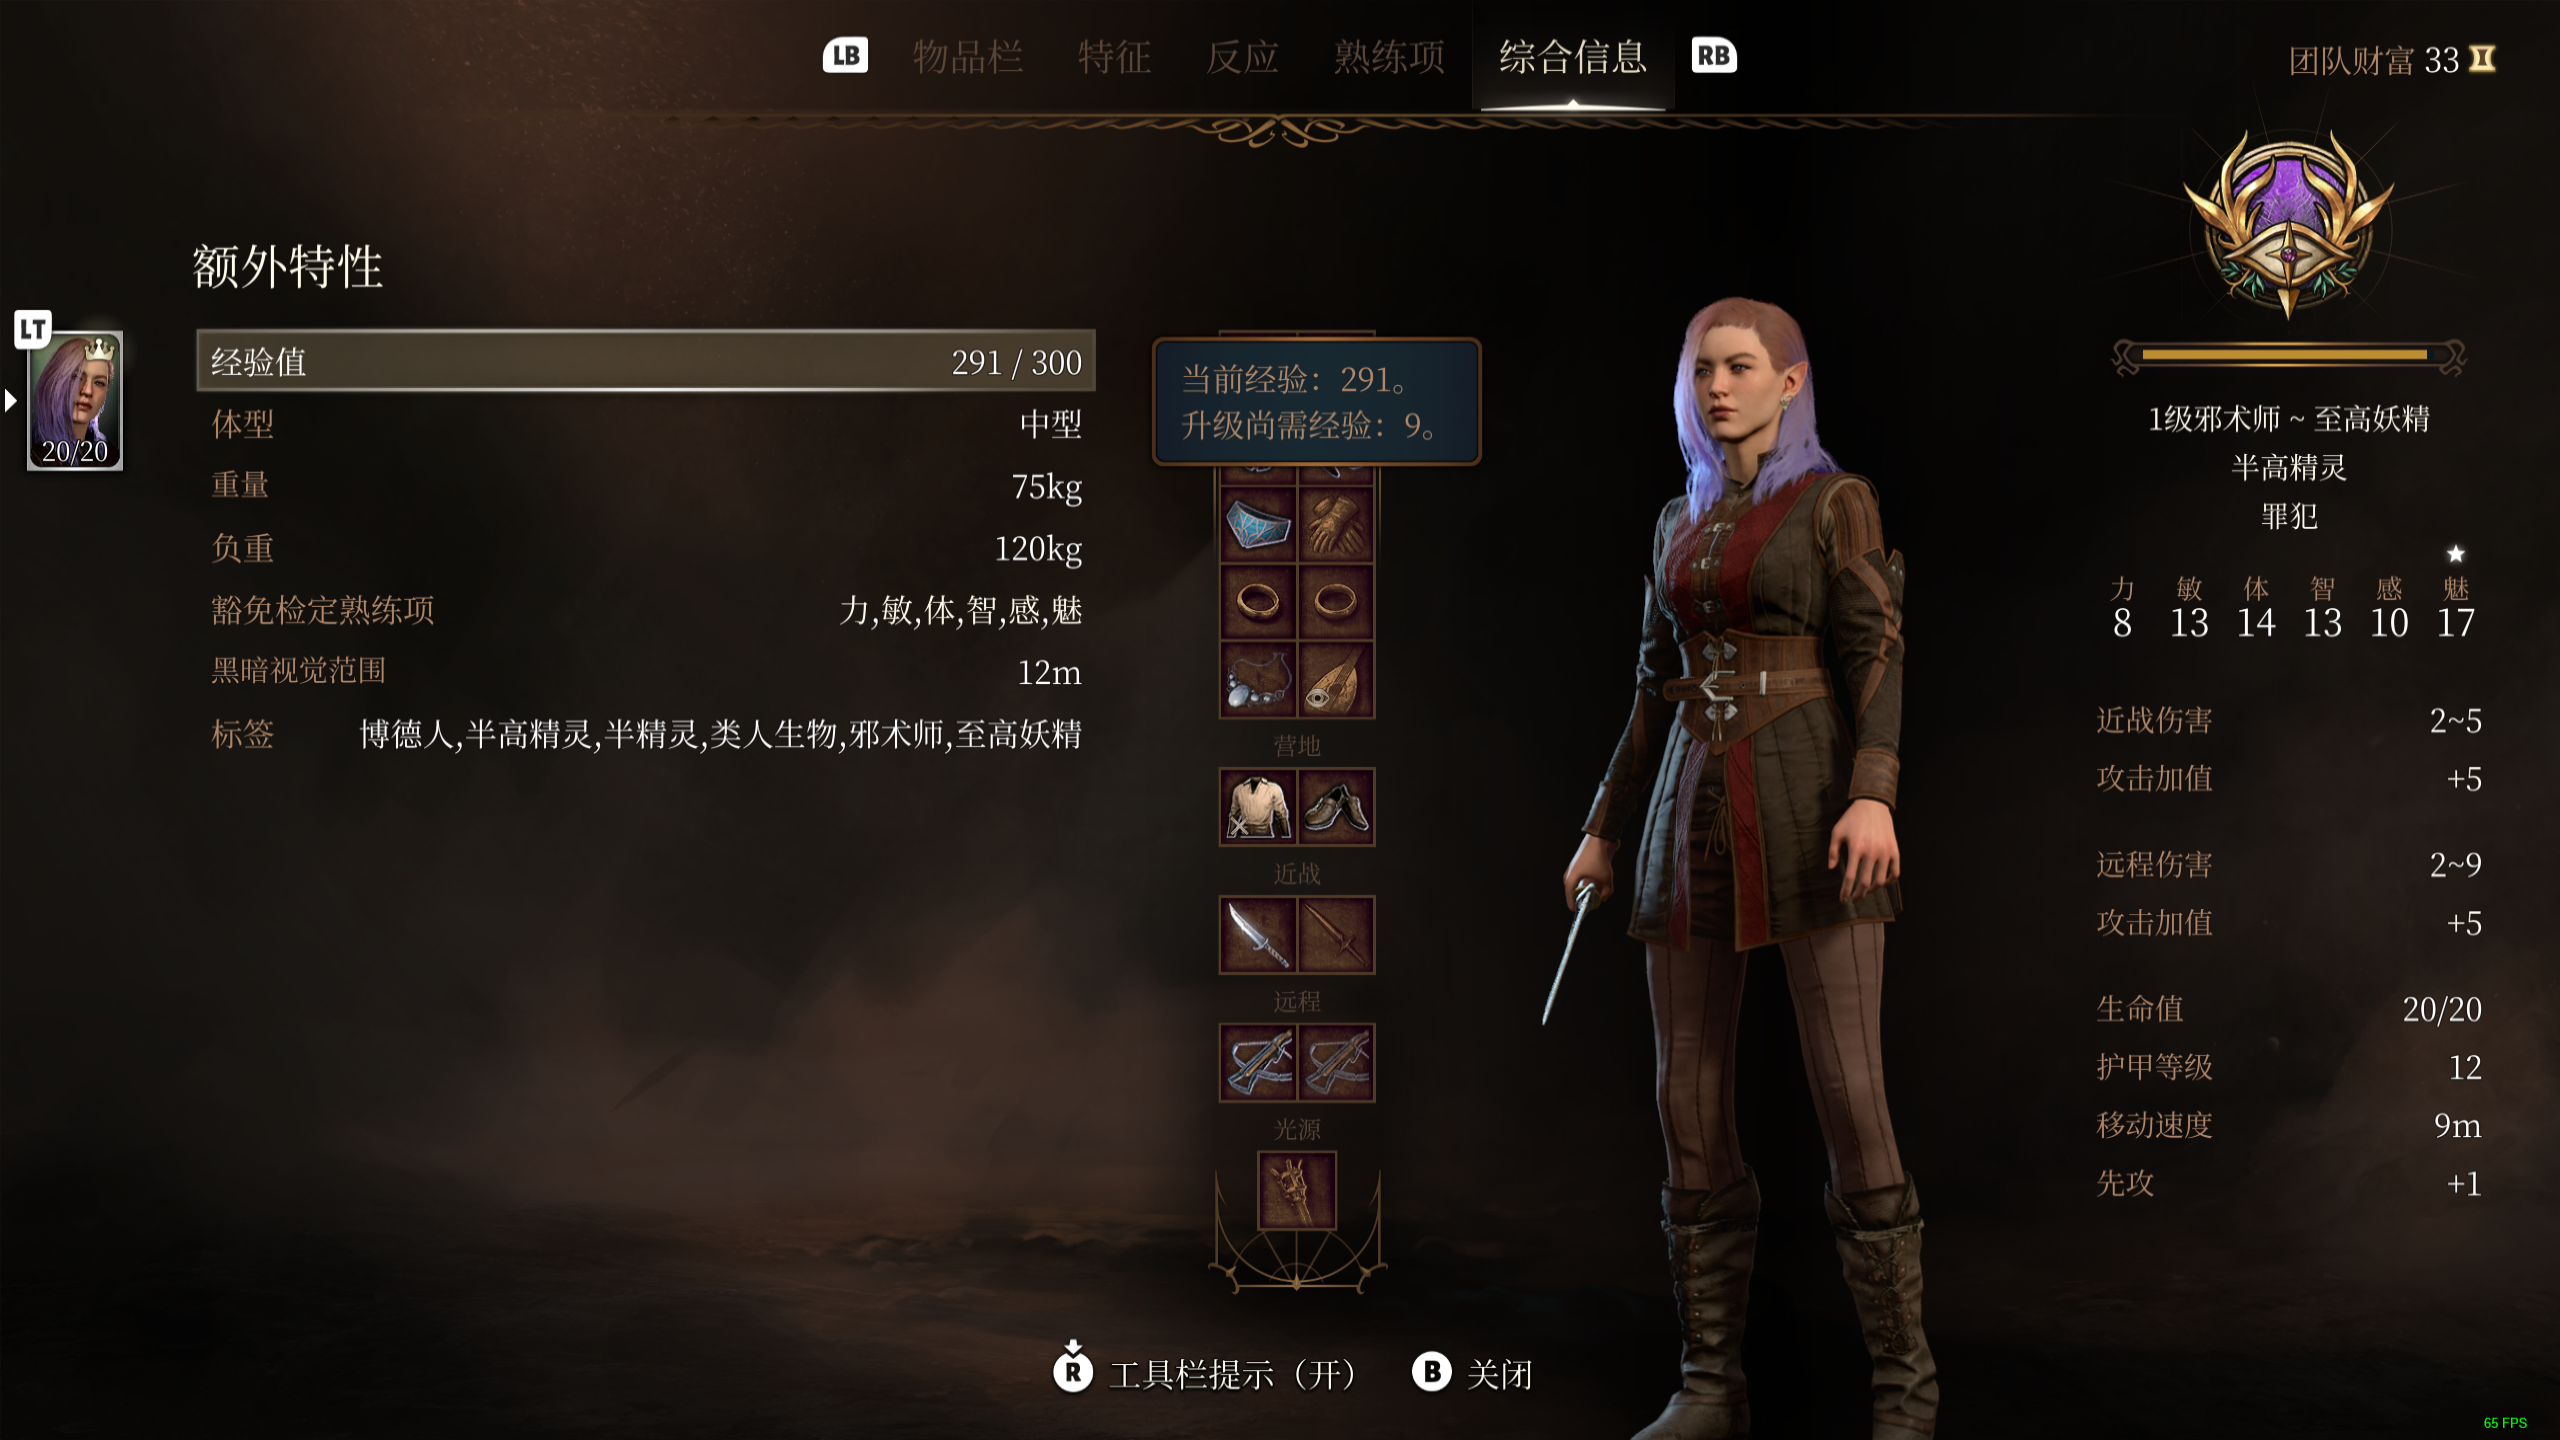 LB 物品栏 特征 反应 熟练项 综合信息 RB
团队财富 33
额外特性
LT
20/20
经验值 291 / 300
体型 中型
重量 75kg
负重 120kg
豁免检定熟练项 力,敏,体,智,感,魅
黑暗视觉范围 12m
标签 博德人,半高精灵,半精灵,类人生物,邪术师,至高妖精
当前经验：291。
升级尚需经验：9。
营地
近战
远程
光源
1级邪术师 ~ 至高妖精
半高精灵
罪犯
力 敏 体 智 感 魅
8 13 14 13 10 17
近战伤害 2~5
攻击加值 +5
远程伤害 2~9
攻击加值 +5
生命值 20/20
护甲等级 12
移动速度 9m
先攻 +1
R 工具栏提示（开） B 关闭
65 FPS